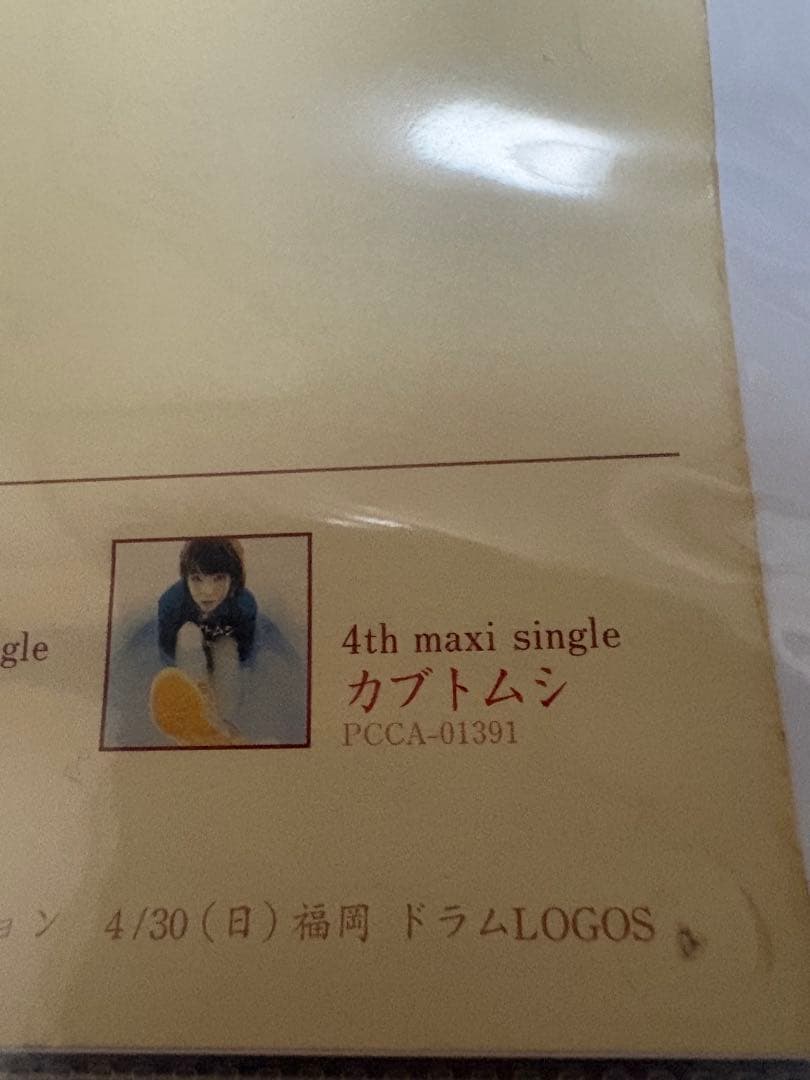 gle
4th maxi single
カブトムシ
PCCA-01391
ョン 4/30(日)福岡 ドラムLOGOS